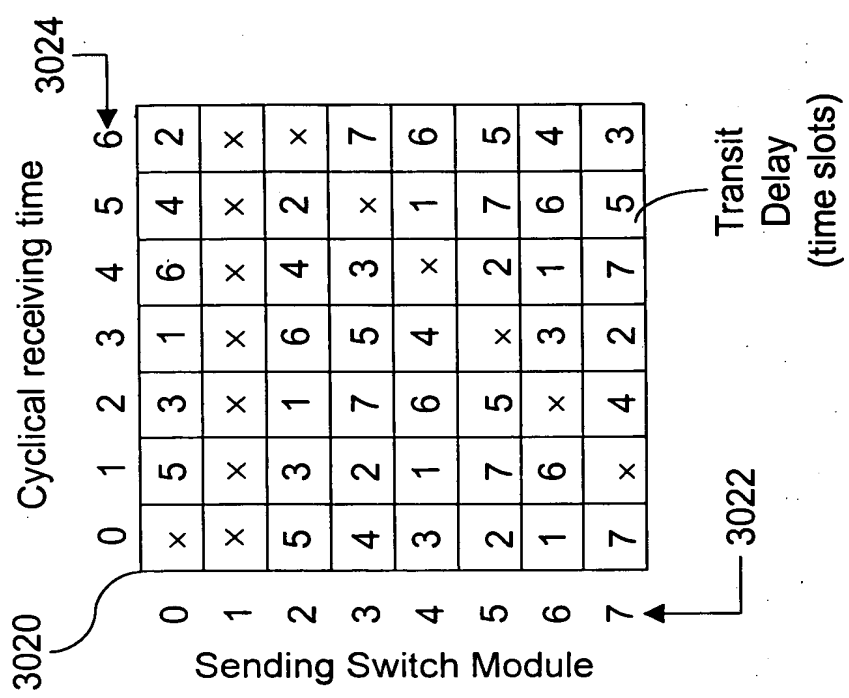 3024
Cyclical receiving time
0 1 2 3 4 5 6
3020
Sending Switch Module
0 × 5 3 1 6 4 2
1 × × × × × × ×
2 5 3 1 6 4 2 ×
3 4 2 7 5 3 × 7
4 3 1 6 4 × 1 6
5 2 7 5 × 2 7 5
6 1 6 × 3 1 6 4
7 7 × 4 2 7 5 3
3022
Transit
Delay
(time slots)